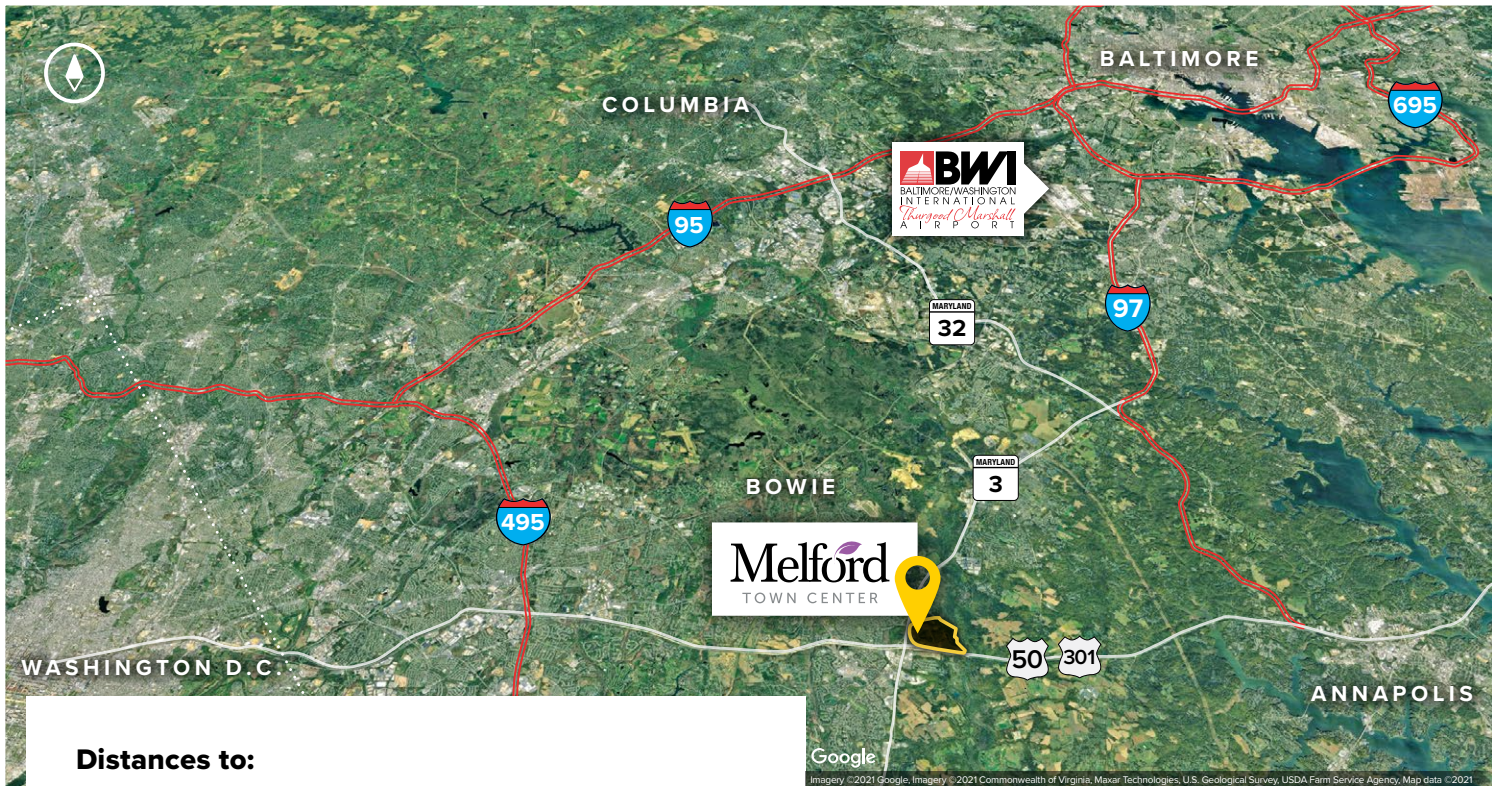 BALTIMORE
COLUMBIA
695
BWI
BALTIMORE/WASHINGTON
INTERNATIONAL
Thurgood Marshall
AIRPORT
95
97
MARYLAND
32
MARYLAND
3
BOWIE
495
Melford
TOWN CENTER
WASHINGTON D.C.
50
301
ANNAPOLIS
Distances to:
Google
Imagery ©2021 Google, Imagery ©2021 Commonwealth of Virginia, Maxar Technologies, U.S. Geological Survey, USDA Farm Service Agency, Map data ©2021